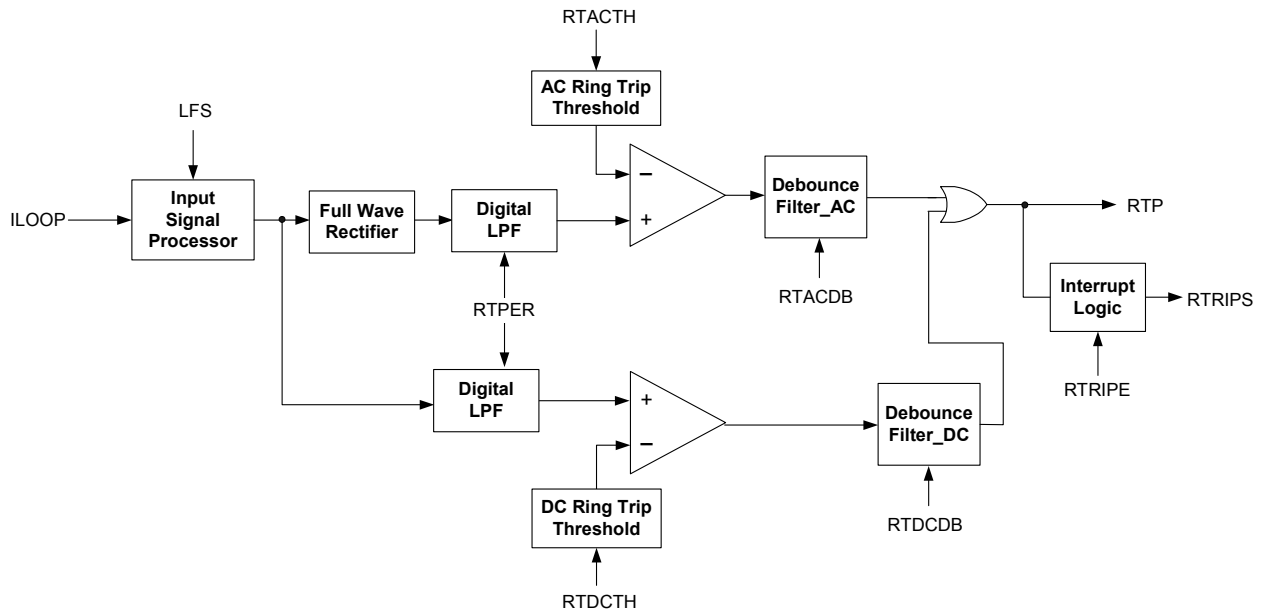 RTACTH
AC Ring Trip
Threshold
LFS
Input
Signal
Processor
ILOOP
Full Wave
Rectifier
Digital
LPF
−
+
Debounce
Filter_AC
RTP
RTACDB
Interrupt
Logic
RTRIPS
RTRIPE
RTPER
Digital
LPF
+
−
Debounce
Filter_DC
RTDCDB
DC Ring Trip
Threshold
RTDCTH